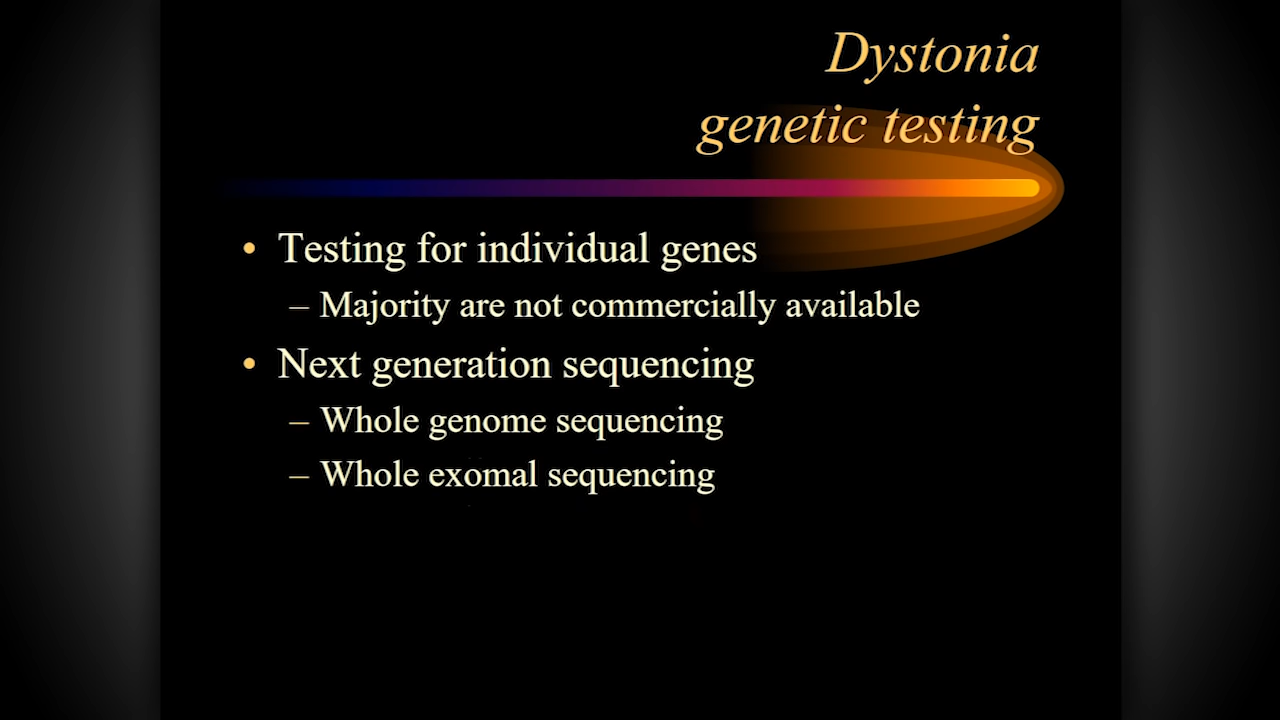 Dystonia
genetic testing
• Testing for individual genes
– Majority are not commercially available
• Next generation sequencing
– Whole genome sequencing
– Whole exomal sequencing